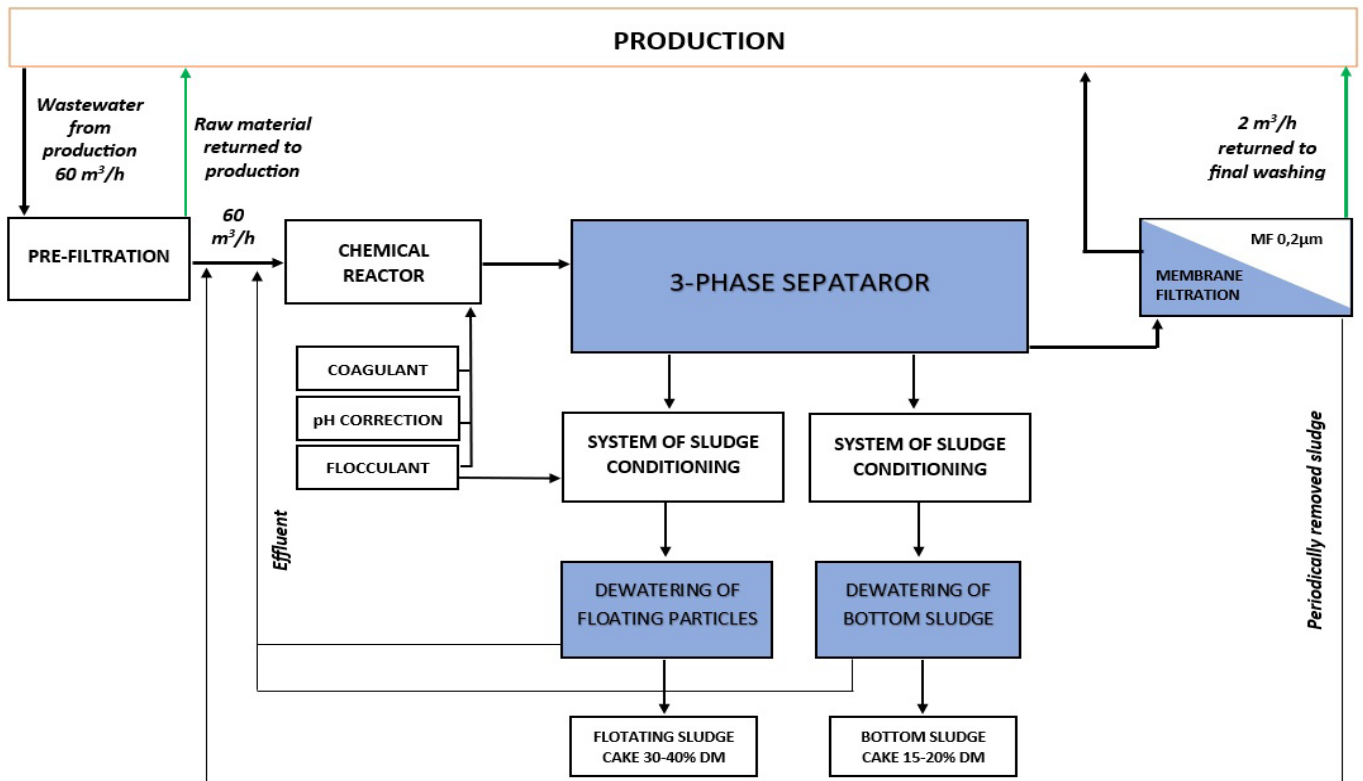 PRODUCTION
Wastewater
from
production
60 m³/h
Raw material
returned to
production
2 m³/h
returned to
final washing
60
m³/h
PRE-FILTRATION
CHEMICAL
REACTOR
3-PHASE SEPATAROR
MF 0,2µm
MEMBRANE
FILTRATION
COAGULANT
pH CORRECTION
FLOCCULANT
SYSTEM OF SLUDGE
CONDITIONING
SYSTEM OF SLUDGE
CONDITIONING
Effluent
Periodically removed sludge
DEWATERING OF
FLOATING PARTICLES
DEWATERING OF
BOTTOM SLUDGE
FLOTATING SLUDGE
CAKE 30-40% DM
BOTTOM SLUDGE
CAKE 15-20% DM